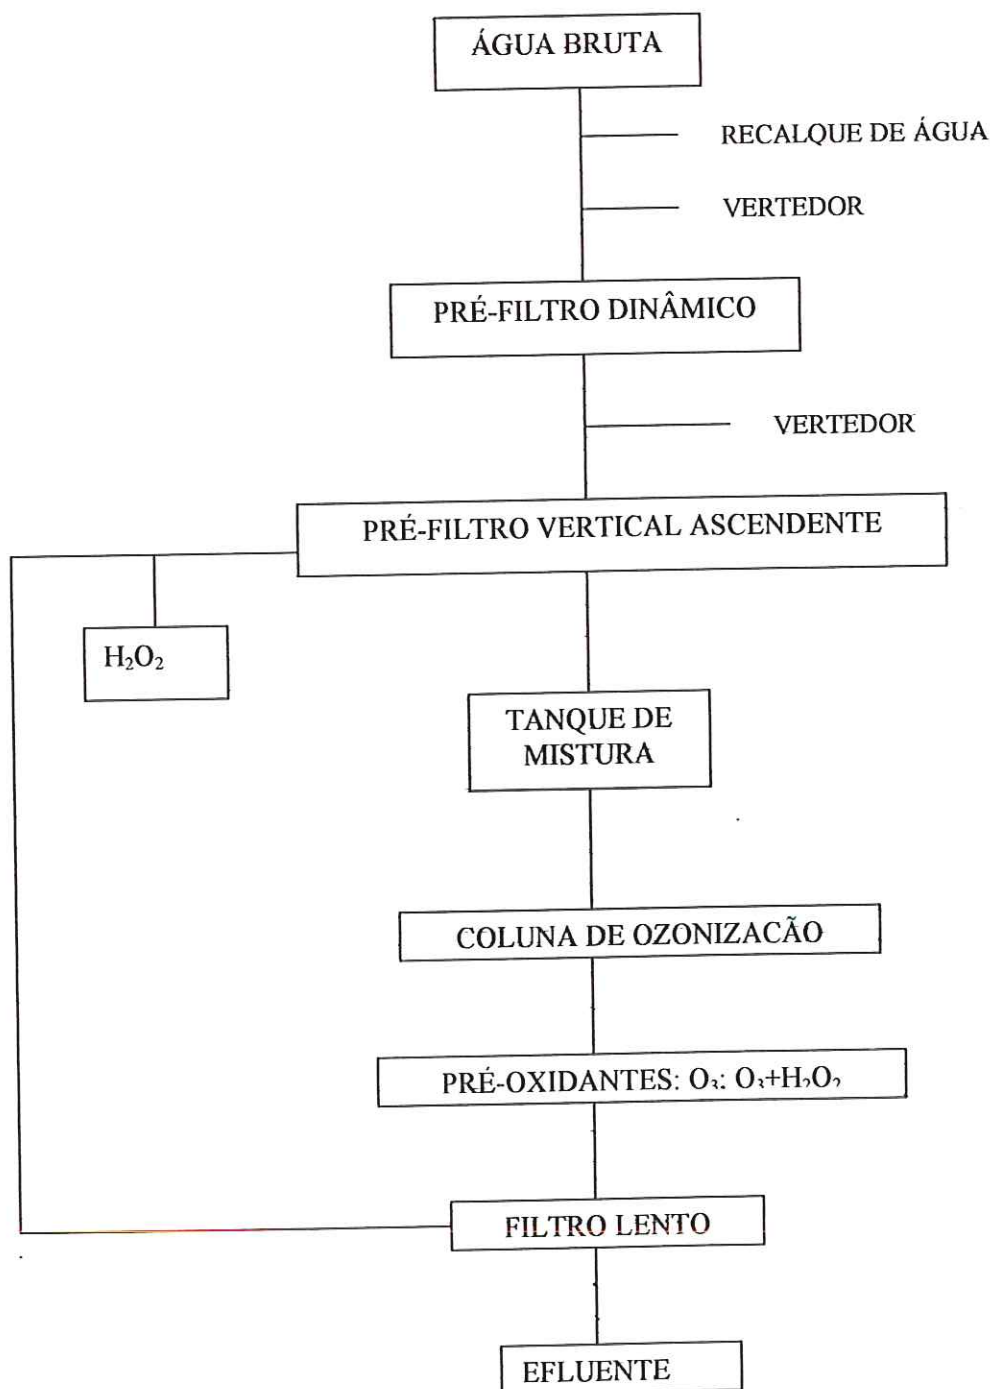 ÁGUA BRUTA
RECALQUE DE ÁGUA
VERTEDOR
PRÉ-FILTRO DINÂMICO
VERTEDOR
PRÉ-FILTRO VERTICAL ASCENDENTE
H₂O₂
TANQUE DE
MISTURA
COLUNA DE OZONIZACÃO
PRÉ-OXIDANTES: O₃: O₃+H₂O₂
FILTRO LENTO
EFLUENTE